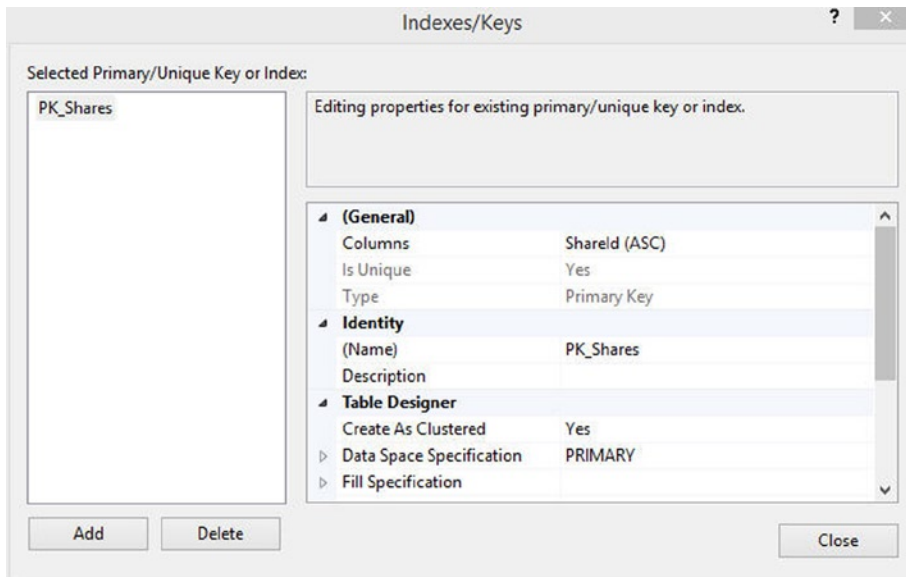 Indexes/Keys
?
Selected Primary/Unique Key or Index:
PK_Shares
Editing properties for existing primary/unique key or index.
(General)
Columns ShareId (ASC)
Is Unique Yes
Type Primary Key
Identity
(Name) PK_Shares
Description
Table Designer
Create As Clustered Yes
Data Space Specification PRIMARY
Fill Specification
Add Delete
Close